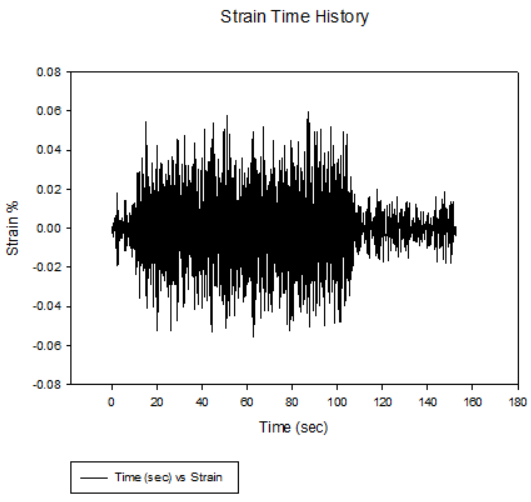 Strain Time History
0.08
0.06
0.04
0.02
0.00
-0.02
-0.04
-0.06
-0.08
Strain %
0 20 40 60 80 100 120 140 160 180
Time (sec)
Time (sec) vs Strain